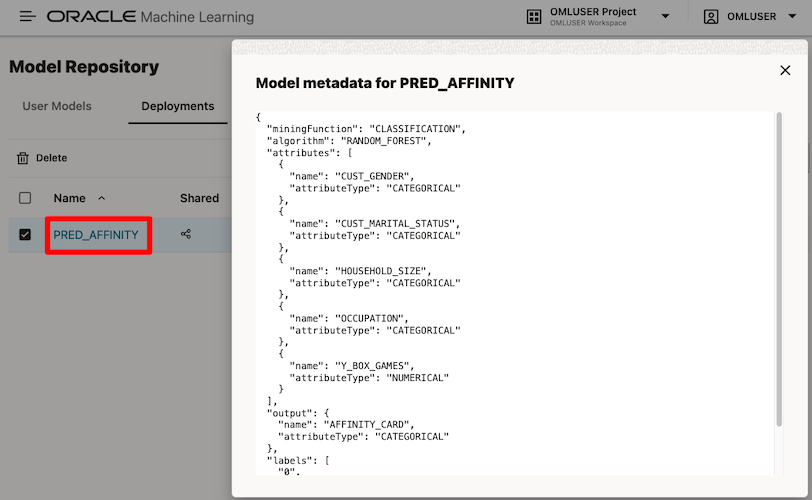 ORACLE Machine Learning
OMLUSER Project
OMLUSER Workspace
OMLUSER
Model Repository
User Models
Deployments
Delete
Name
Shared
PRED_AFFINITY
Model metadata for PRED_AFFINITY
{
"miningFunction": "CLASSIFICATION",
"algorithm": "RANDOM_FOREST",
"attributes": [
{
"name": "CUST_GENDER",
"attributeType": "CATEGORICAL"
},
{
"name": "CUST_MARITAL_STATUS",
"attributeType": "CATEGORICAL"
},
{
"name": "HOUSEHOLD_SIZE",
"attributeType": "CATEGORICAL"
},
{
"name": "OCCUPATION",
"attributeType": "CATEGORICAL"
},
{
"name": "Y_BOX_GAMES",
"attributeType": "NUMERICAL"
}
],
"output": {
"name": "AFFINITY_CARD",
"attributeType": "CATEGORICAL"
},
"labels": [
"0",